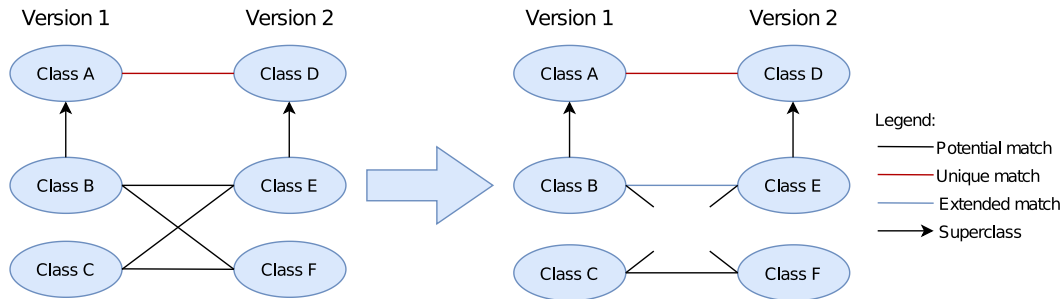 Version 1 Version 2 Version 1 Version 2
Class A Class D Class A Class D
Legend:
Potential match
Class B Class E Class B Class E Unique match
Extended match
Superclass
Class C Class F Class C Class F